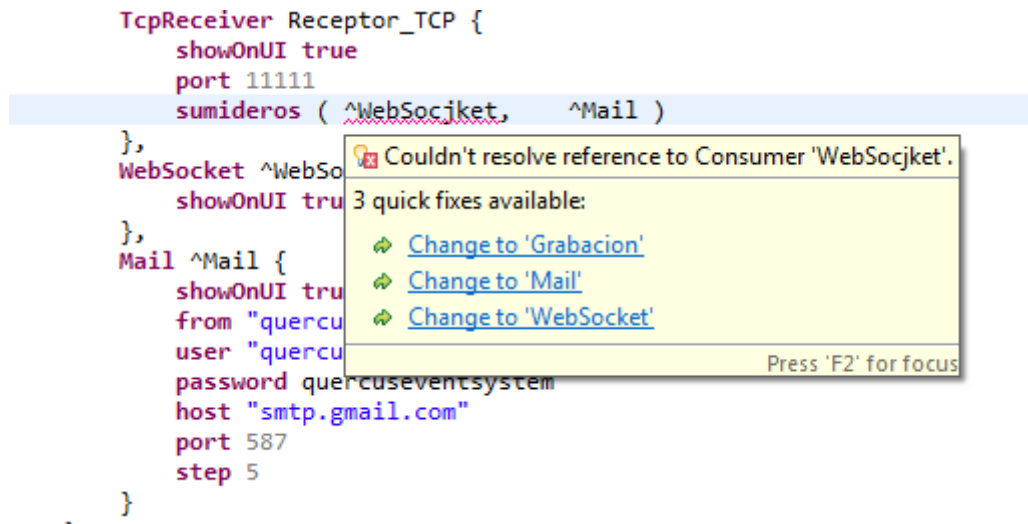 TcpReceiver Receptor_TCP {
showOnUI true
port 11111
sumideros ( ^WebSocjket, ^Mail )
},
WebSocket ^WebSo
showOnUI tru
},
Mail ^Mail {
showOnUI tru
from "quercu
user "quercu
password quercuseventsystem
host "smtp.gmail.com"
port 587
step 5
}
Couldn't resolve reference to Consumer 'WebSocjket'.
3 quick fixes available:
Change to 'Grabacion'
Change to 'Mail'
Change to 'WebSocket'
Press 'F2' for focus